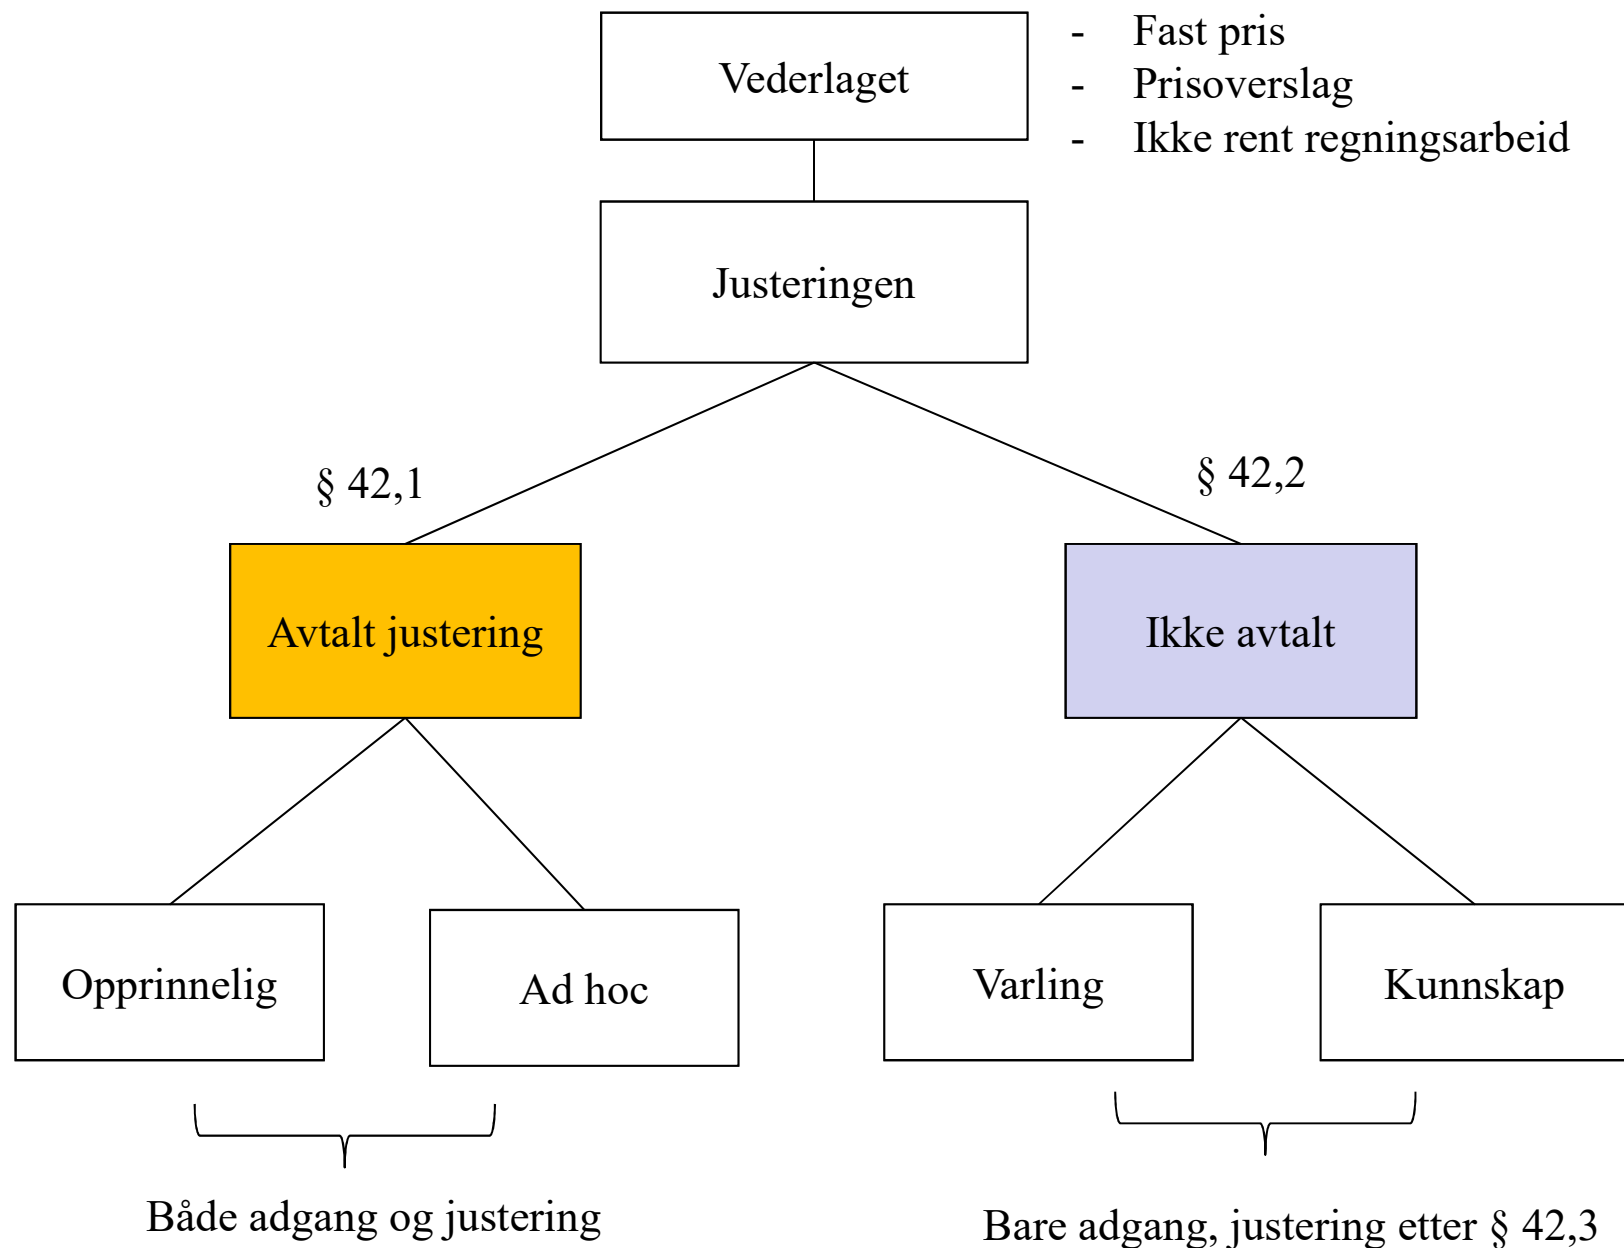 Vederlaget
- Fast pris
- Prisoverslag
- Ikke rent regningsarbeid
Justeringen
§ 42,1
§ 42,2
Avtalt justering
Ikke avtalt
Opprinnelig
Ad hoc
Varling
Kunnskap
Både adgang og justering
Bare adgang, justering etter § 42,3